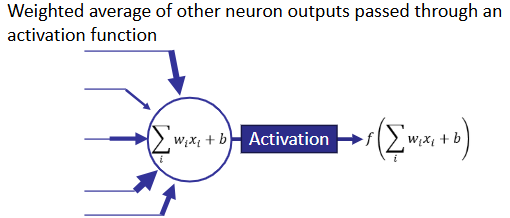 Weighted average of other neuron outputs passed through an
activation function
∑ᵢ wᵢxᵢ + b Activation f(∑ᵢ wᵢxᵢ + b)